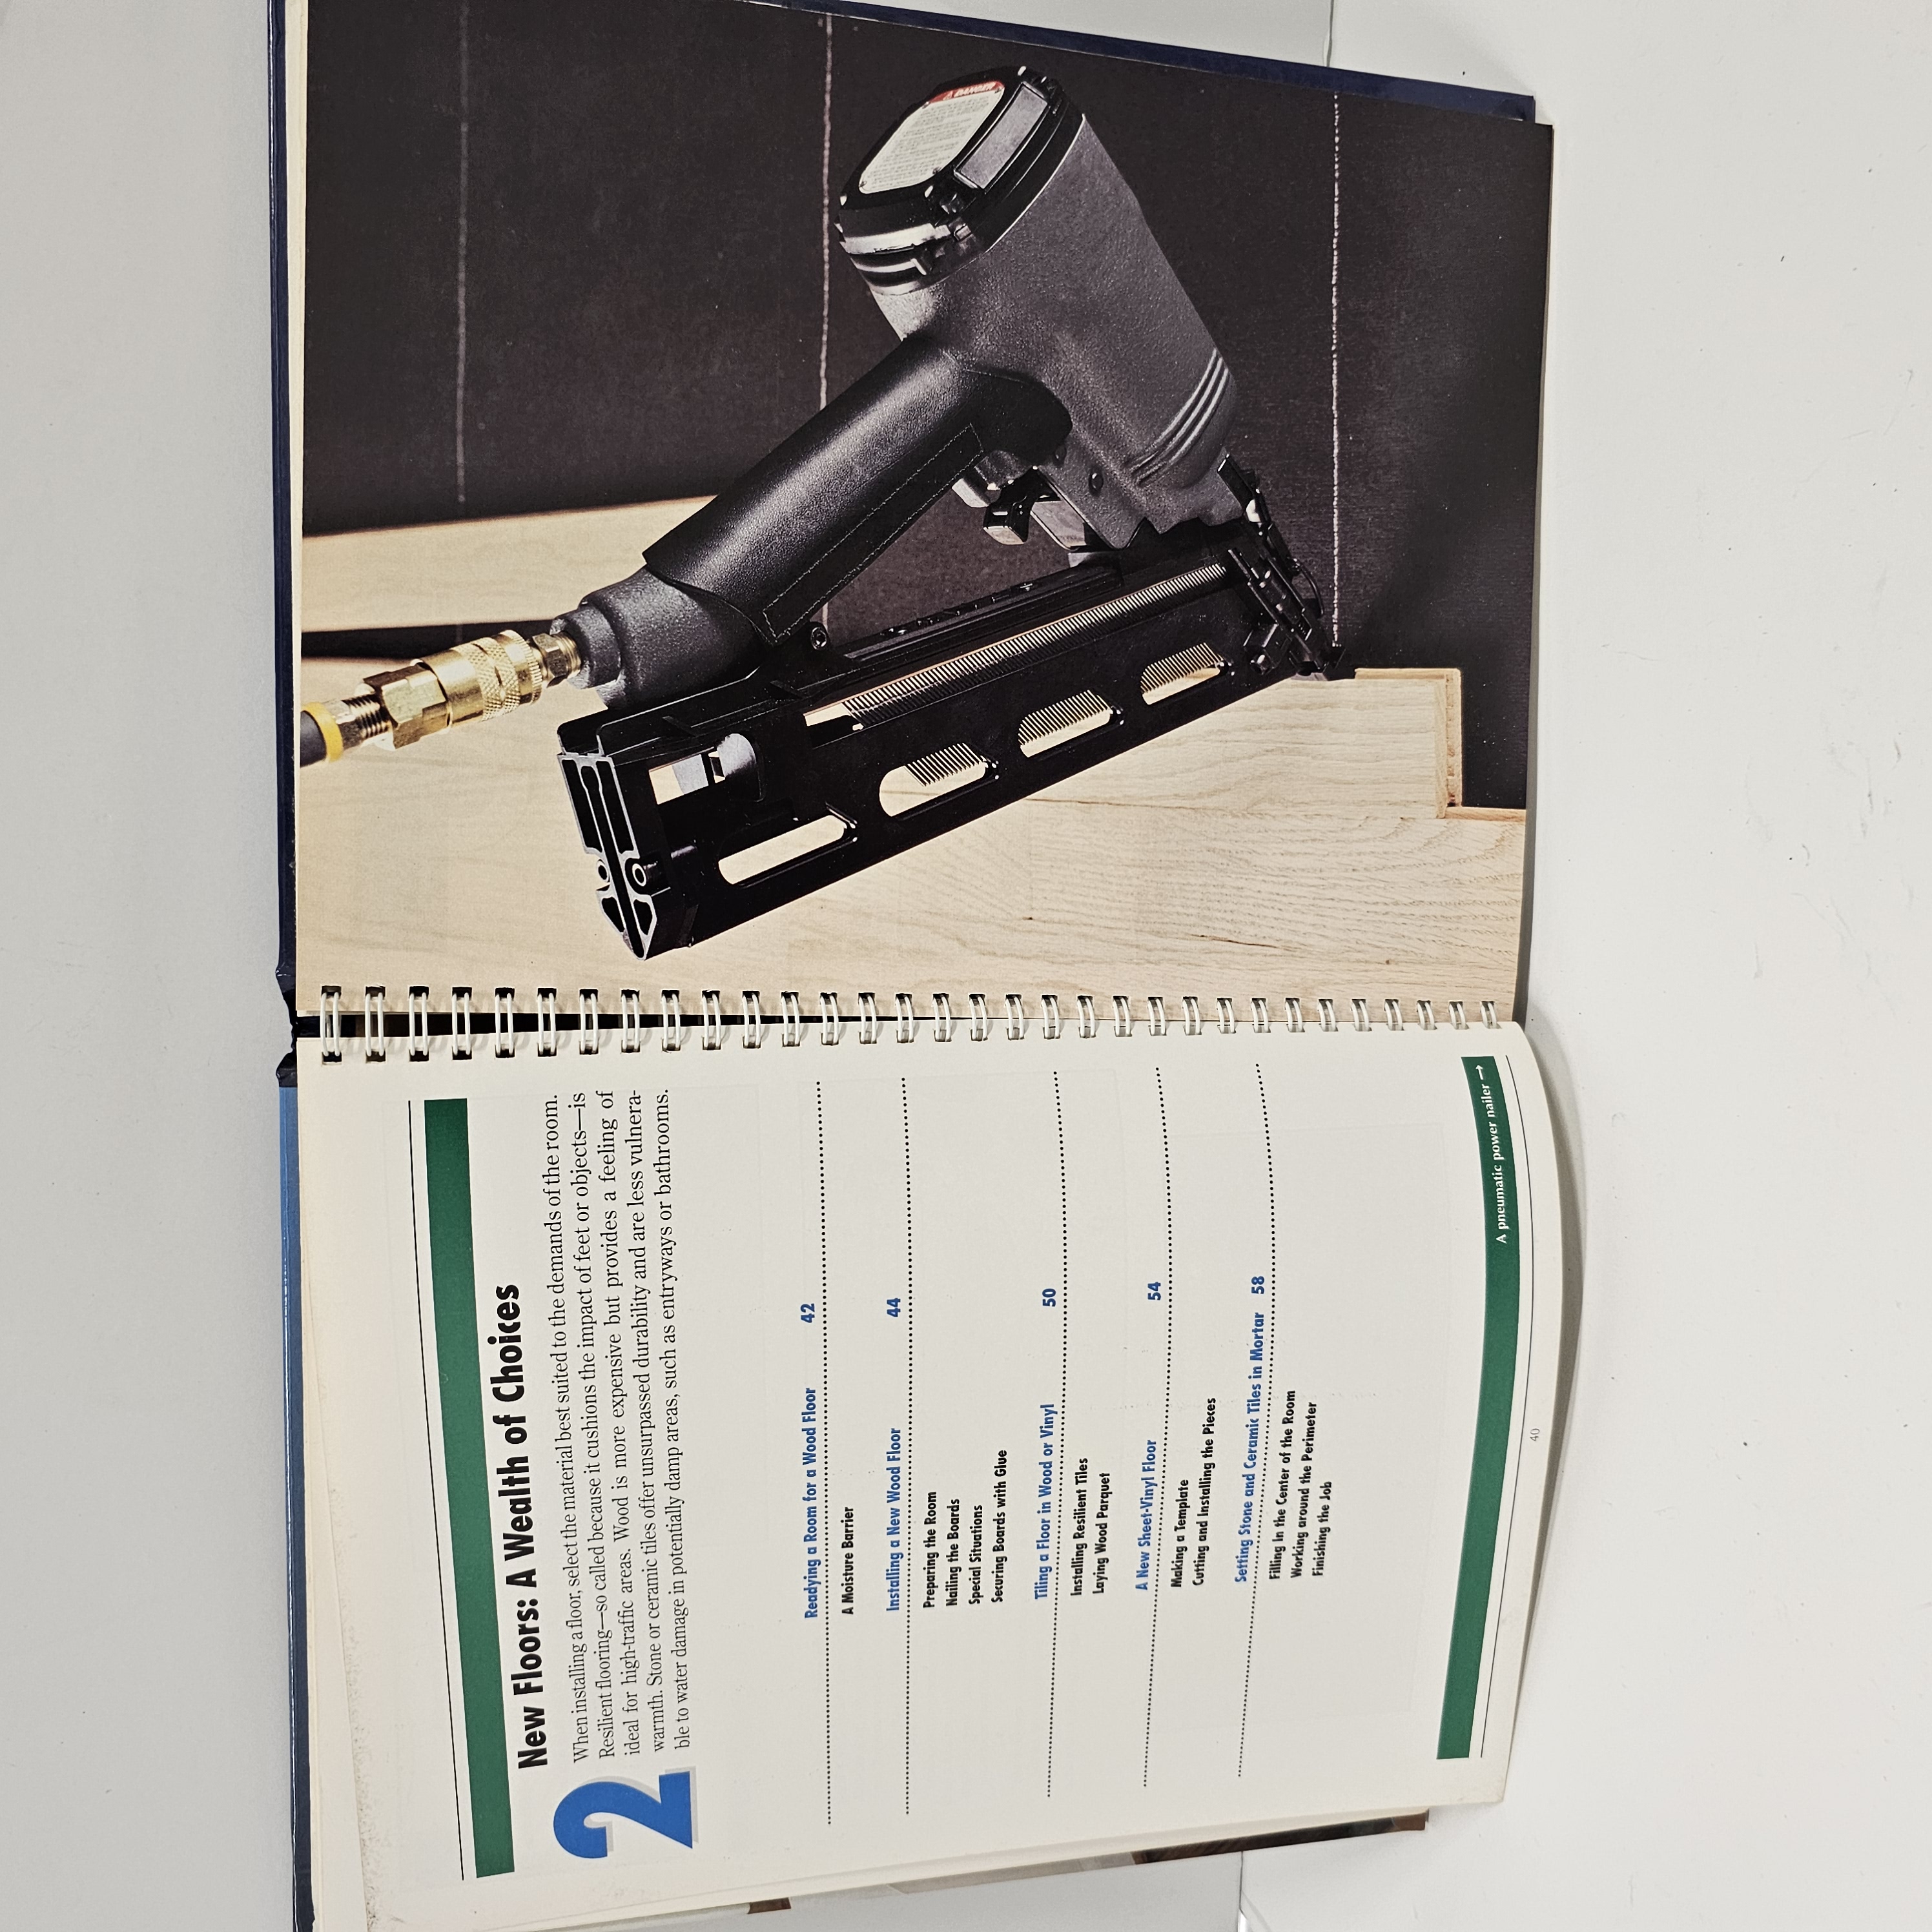 New Floors: A Wealth of Choices
2
When installing a floor, select the material best suited to the demands of the room.
Resilient flooring—so called because it cushions the impact of feet or objects—is
ideal for high-traffic areas. Wood is more expensive but provides a feeling of
warmth. Stone or ceramic tiles offer unsurpassed durability and are less vulnera-
ble to water damage in potentially damp areas, such as entryways or bathrooms.
Readying a Room for a Wood Floor 42
A Moisture Barrier
Installing a New Wood Floor 44
Preparing the Room
Nailing the Boards
Special Situations
Securing Boards with Glue
Tiling a Floor in Wood or Vinyl 50
Installing Resilient Tiles
Laying Wood Parquet
A New Sheet-Vinyl Floor 54
Making a Template
Cutting and Installing the Pieces
Setting Stone and Ceramic Tiles in Mortar 58
Filling In the Center of the Room
Working around the Perimeter
Finishing the Job
A pneumatic power nailer →
40